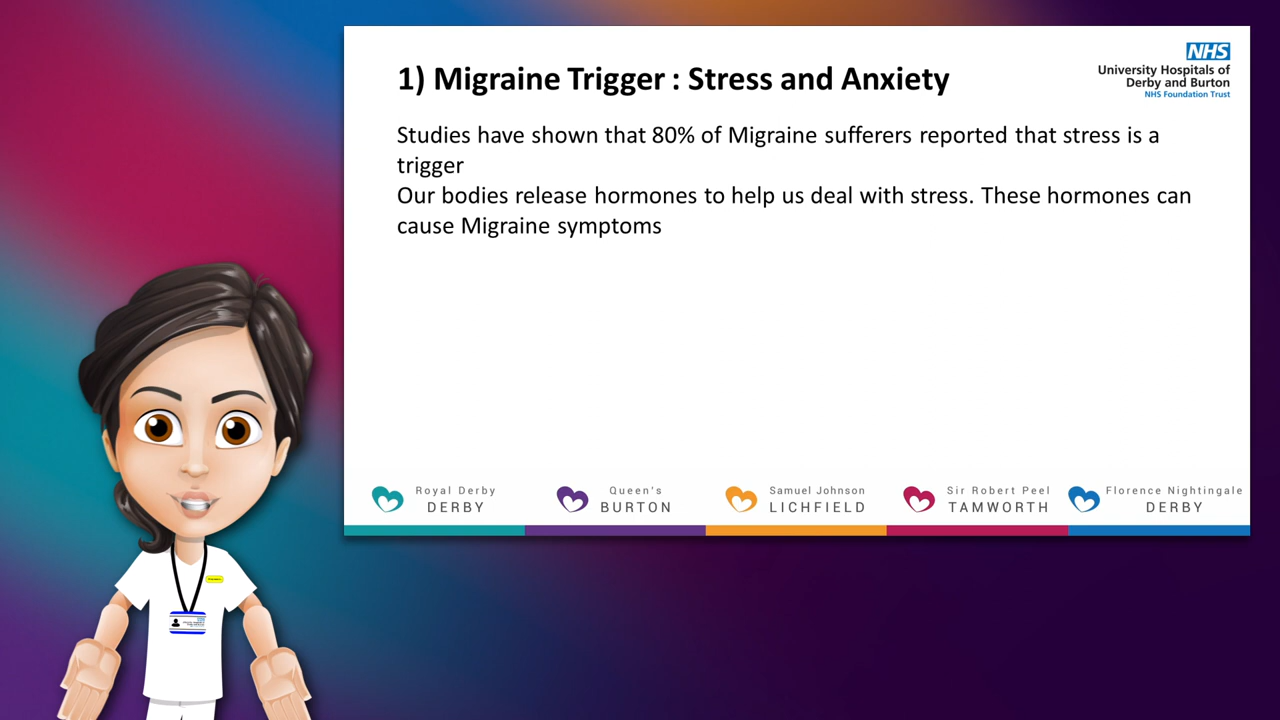 1) Migraine Trigger : Stress and Anxiety
NHS
University Hospitals of
Derby and Burton
NHS Foundation Trust
Studies have shown that 80% of Migraine sufferers reported that stress is a
trigger
Our bodies release hormones to help us deal with stress. These hormones can
cause Migraine symptoms
Royal Derby
DERBY
Queen's
BURTON
Samuel Johnson
LICHFIELD
Sir Robert Peel
TAMWORTH
Florence Nightingale
DERBY